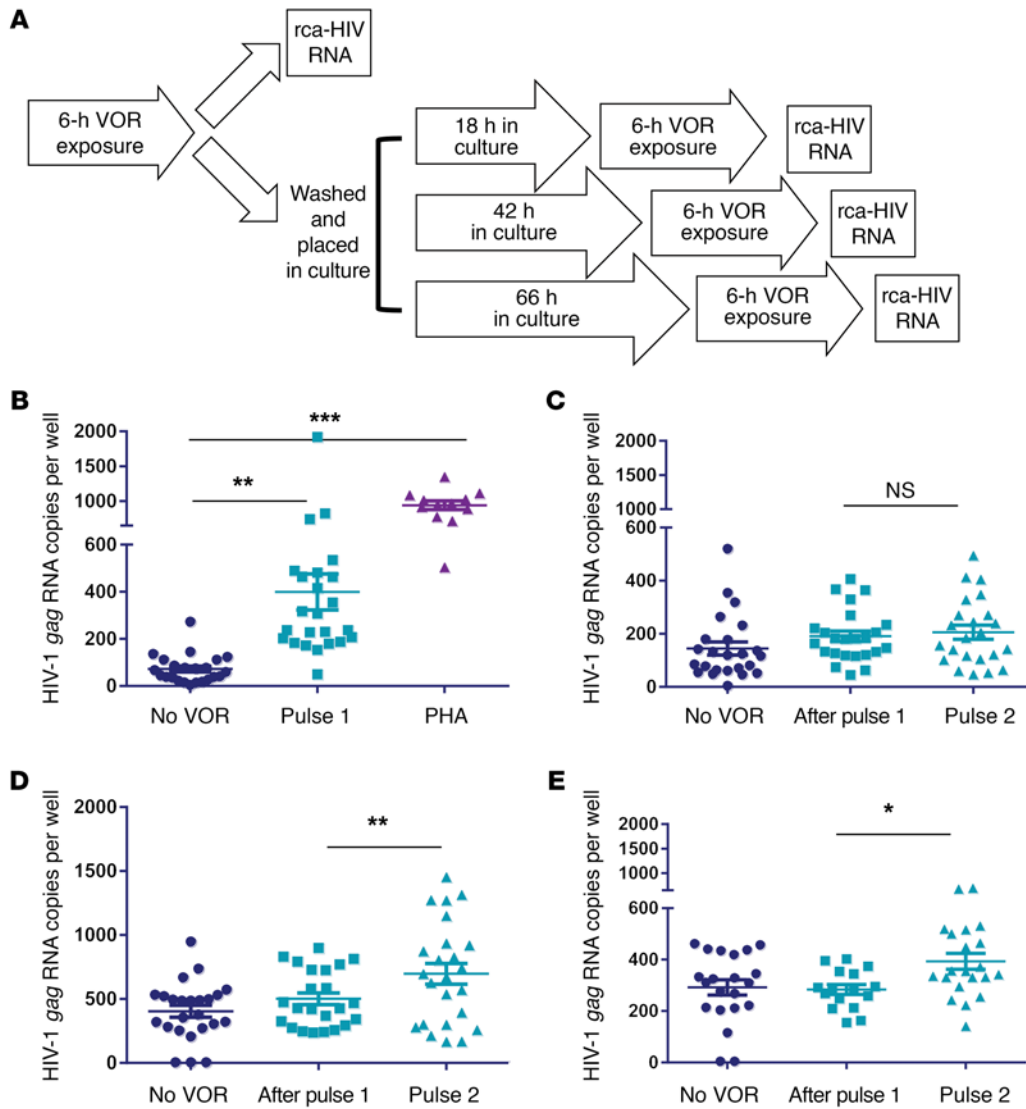 A
rca-HIV
RNA
6-h VOR
exposure
Washed
and
placed
in culture
18 h in
culture
6-h VOR
exposure
rca-HIV
RNA
42 h
in culture
6-h VOR
exposure
rca-HIV
RNA
66 h
in culture
6-h VOR
exposure
rca-HIV
RNA
B
HIV-1 gag RNA copies per well
2000
1500
1000
600
400
200
0
***
**
No VOR
Pulse 1
PHA
C
HIV-1 gag RNA copies per well
2000
1500
1000
600
400
200
0
NS
No VOR
After pulse 1
Pulse 2
D
HIV-1 gag RNA copies per well
2000
1500
1000
500
0
**
No VOR
After pulse 1
Pulse 2
E
HIV-1 gag RNA copies per well
2000
1500
1000
600
400
200
0
*
No VOR
After pulse 1
Pulse 2